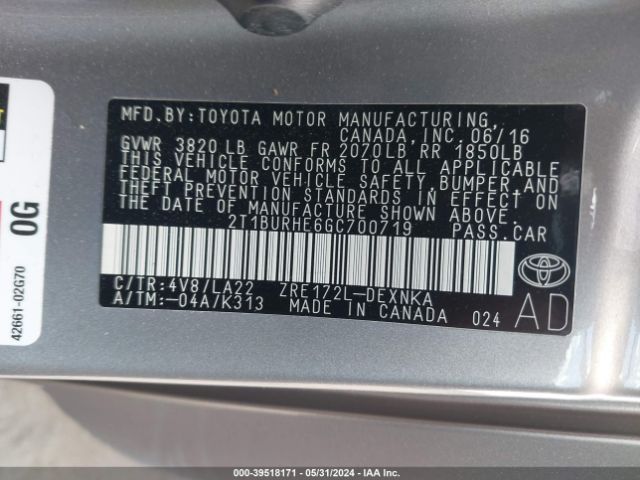 MFD. BY: TOYOTA MOTOR MANUFACTURING,
CANADA, INC. 06/16
GVWR 3820 LB GAWR FR 2070LB RR 1850LB
THIS VEHICLE CONFORMS TO ALL APPLICABLE
FEDERAL MOTOR VEHICLE SAFETY, BUMPER, AND
THEFT PREVENTION STANDARDS IN EFFECT ON
THE DATE OF MANUFACTURE SHOWN ABOVE.
2T1BURHE6GC700719 PASS. CAR
C/TR: 4V8/LA22 ZRE172L-DEXNKA
A/TM: -04A/K313 MADE IN CANADA 024
TOYOTA
AD
0G
42661-02G70
000-39518171 - 05/31/2024 - IAA Inc.